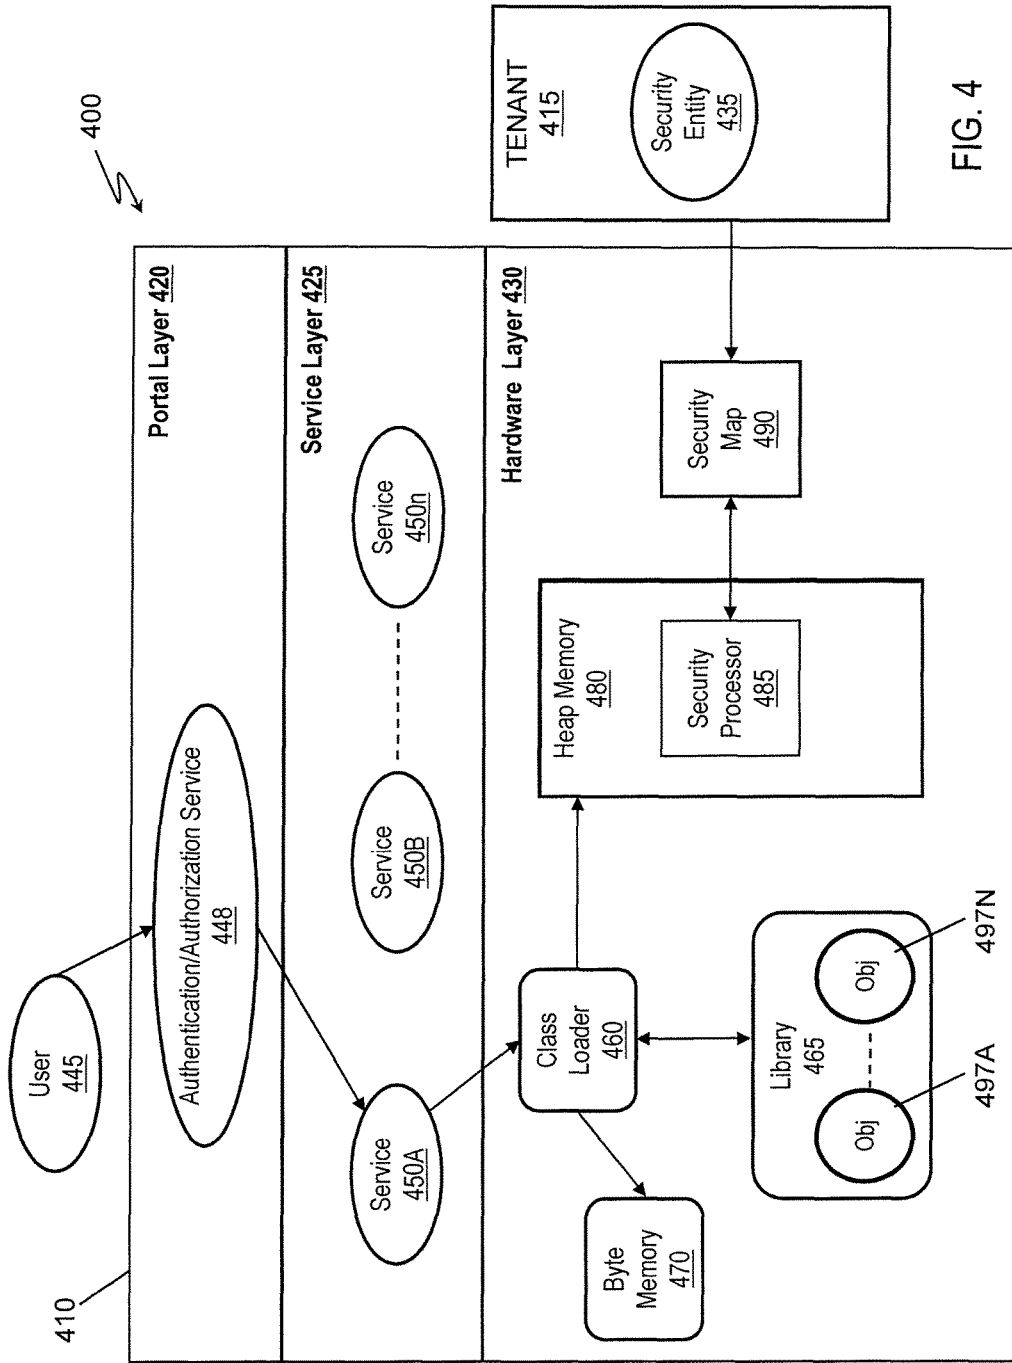 400
410
User
445
Portal Layer 420
Authentication/Authorization Service
448
Service Layer 425
Service
450A
Service
450B
Service
450n
Hardware Layer 430
Class
Loader
460
Byte
Memory
470
Library
465
Obj
Obj
497A
497N
Heap Memory
480
Security
Processor
485
Security
Map
490
TENANT
415
Security
Entity
435
FIG. 4